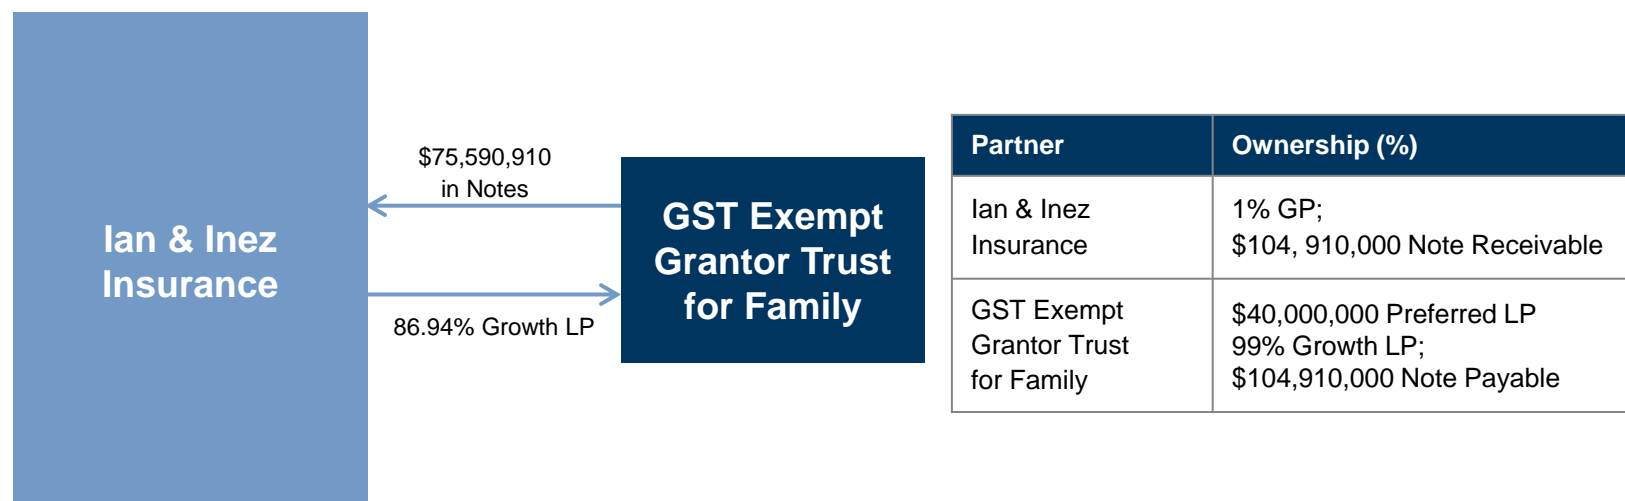 Ian & Inez
Insurance
$75,590,910
in Notes
86.94% Growth LP
GST Exempt
Grantor Trust
for Family
Partner
Ownership (%)
Ian & Inez
Insurance
1% GP;
$104, 910,000 Note Receivable
GST Exempt
Grantor Trust
for Family
$40,000,000 Preferred LP
99% Growth LP;
$104,910,000 Note Payable